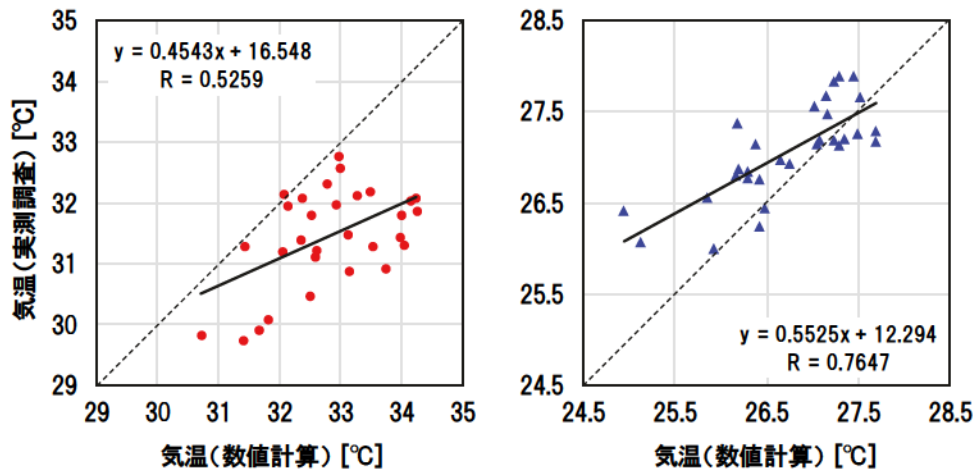 気温(実測調査) [℃]
35
34
33
32
31
30
29
y = 0.4543x + 16.548
R = 0.5259
29 30 31 32 33 34 35
気温(数値計算) [℃]
28.5
27.5
26.5
25.5
24.5
y = 0.5525x + 12.294
R = 0.7647
24.5 25.5 26.5 27.5 28.5
気温(数値計算) [℃]